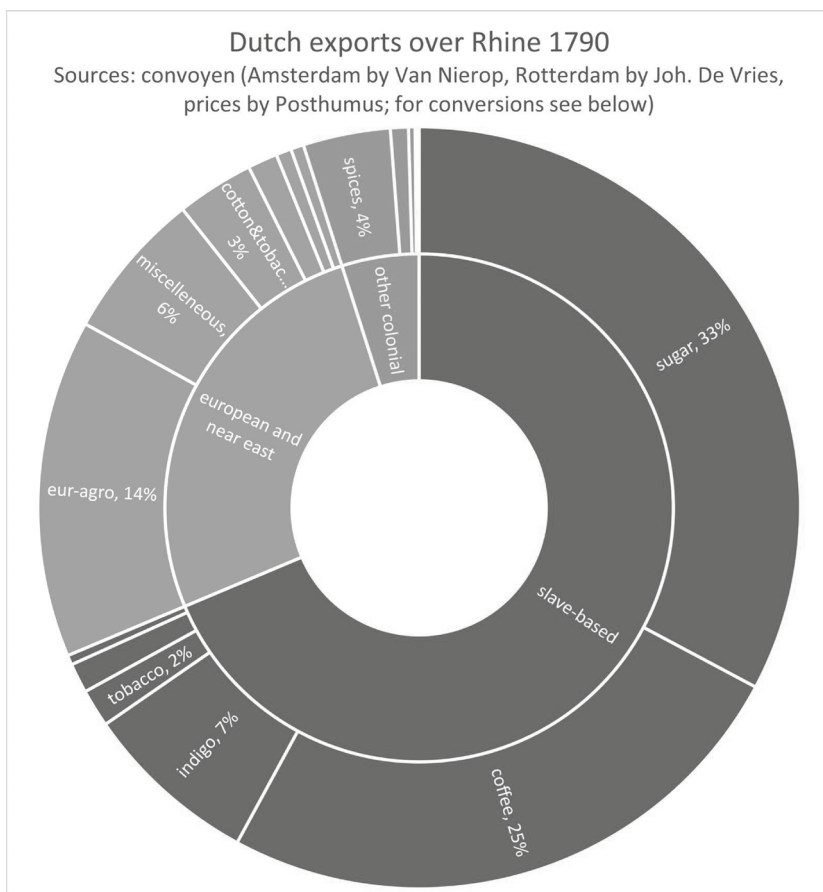 Dutch exports over Rhine 1790
Sources: convoyen (Amsterdam by Van Nierop, Rotterdam by Joh. De Vries,
prices by Posthumus; for conversions see below)
sugar, 33%
slave-based
coffee, 25%
indigo, 7%
tobacco, 2%
eur-agro, 14%
european and
near east
miscelleneous,
6%
cotton&tobac...
3%
spices, 4%
other colonial